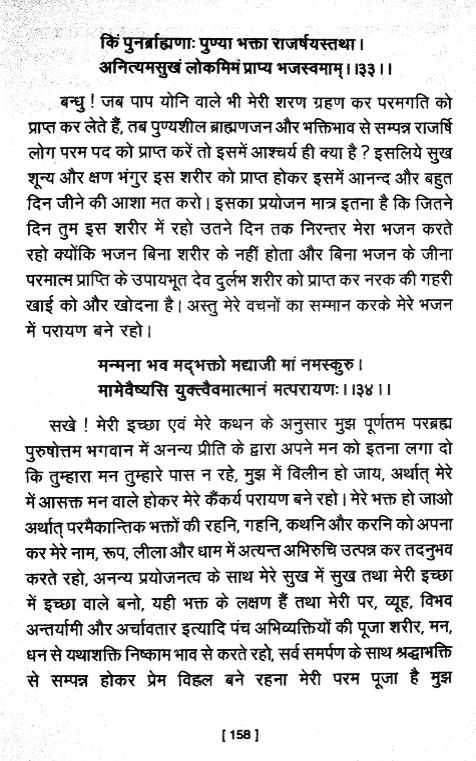 किं पुनर्ब्राह्मणाः पुण्या भक्ता राजर्षयस्तथा।
अनित्यमसुखं लोकमिमं प्राप्य भजस्वमाम्।।३३।।
बन्धु ! जब पाप योनि वाले भी मेरी शरण ग्रहण कर परमगति को
प्राप्त कर लेते हैं, तब पुण्यशील ब्राह्मणजन और भक्तिभाव से सम्पन्न राजर्षि
लोग परम पद को प्राप्त करें तो इसमें आश्चर्य ही क्या है ? इसलिये सुख
शून्य और क्षण भंगुर इस शरीर को प्राप्त होकर इसमें आनन्द और बहुत
दिन जीने की आशा मत करो। इसका प्रयोजन मात्र इतना है कि जितने
दिन तुम इस शरीर में रहो उतने दिन तक निरन्तर मेरा भजन करते
रहो क्योंकि भजन बिना शरीर के नहीं होता और बिना भजन के जीना
परमात्म प्राप्ति के उपायभूत देव दुर्लभ शरीर को प्राप्त कर नरक की गहरी
खाई को और खोदना है। अस्तु मेरे वचनों का सम्मान करके मेरे भजन
में परायण बने रहो।
मन्मना भव मद्भक्तो मद्याजी मां नमस्कुरु।
मामेवैष्यसि युक्त्वैवमात्मानं मत्परायणः।।३४।।
सखे ! मेरी इच्छा एवं मेरे कथन के अनुसार मुझ पूर्णतम परब्रह्म
पुरुषोत्तम भगवान में अनन्य प्रीति के द्वारा अपने मन को इतना लगा दो
कि तुम्हारा मन तुम्हारे पास न रहे, मुझ में विलीन हो जाय, अर्थात् मेरे
में आसक्त मन वाले होकर मेरे कैंकर्य परायण बने रहो। मेरे भक्त हो जाओ
अर्थात् परमैकान्तिक भक्तों की रहनि, गहनि, कथनि और करनि को अपना
कर मेरे नाम, रूप, लीला और धाम में अत्यन्त अभिरुचि उत्पन्न कर तदनुभव
करते रहो, अनन्य प्रयोजनत्व के साथ मेरे सुख में सुख तथा मेरी इच्छा
में इच्छा वाले बनो, यही भक्त के लक्षण हैं तथा मेरी पर, व्यूह, विभव
अन्तर्यामी और अर्चावतार इत्यादि पंच अभिव्यक्तियों की पूजा शरीर, मन,
धन से यथाशक्ति निष्काम भाव से करते रहो, सर्व समर्पण के साथ श्रद्धाभक्ति
से सम्पन्न होकर प्रेम विह्वल बने रहना मेरी परम पूजा है मुझ
[ 158 ]